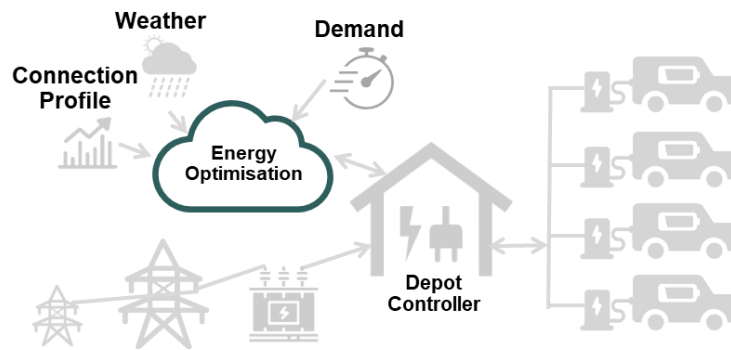 Weather
Demand
Connection
Profile
Energy
Optimisation
Depot
Controller